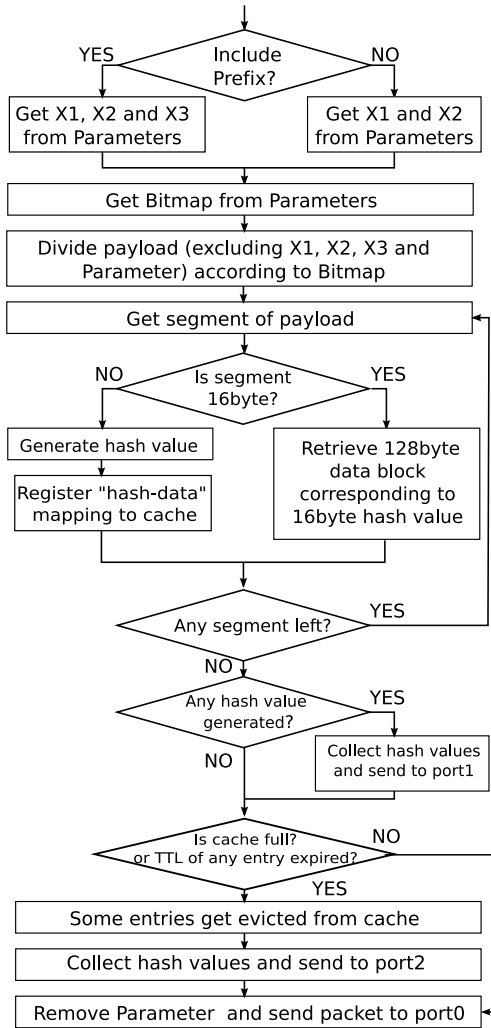 Include
Prefix?
YES
NO
Get X1, X2 and X3
from Parameters
Get X1 and X2
from Parameters
Get Bitmap from Parameters
Divide payload (excluding X1, X2, X3 and
Parameter) according to Bitmap
Get segment of payload
Is segment
16byte?
NO
YES
Generate hash value
Register "hash-data"
mapping to cache
Retrieve 128byte
data block
corresponding to
16byte hash value
Any segment left?
YES
NO
Any hash value
generated?
YES
NO
Collect hash values
and send to port1
Is cache full?
or TTL of any entry expired?
NO
YES
Some entries get evicted from cache
Collect hash values and send to port2
Remove Parameter and send packet to port0